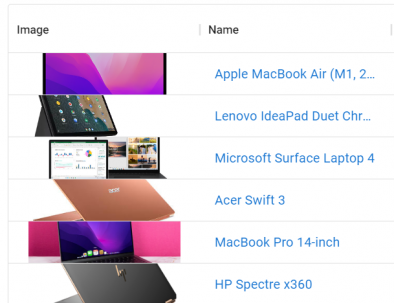 Image Name
Apple MacBook Air (M1, 2...
Lenovo IdeaPad Duet Chr...
Microsoft Surface Laptop 4
Acer Swift 3
MacBook Pro 14-inch
HP Spectre x360